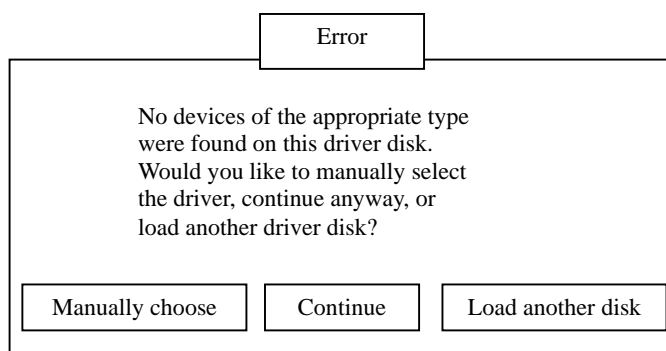 Error
No devices of the appropriate type
were found on this driver disk.
Would you like to manually select
the driver, continue anyway, or
load another driver disk?
Manually choose
Continue
Load another disk